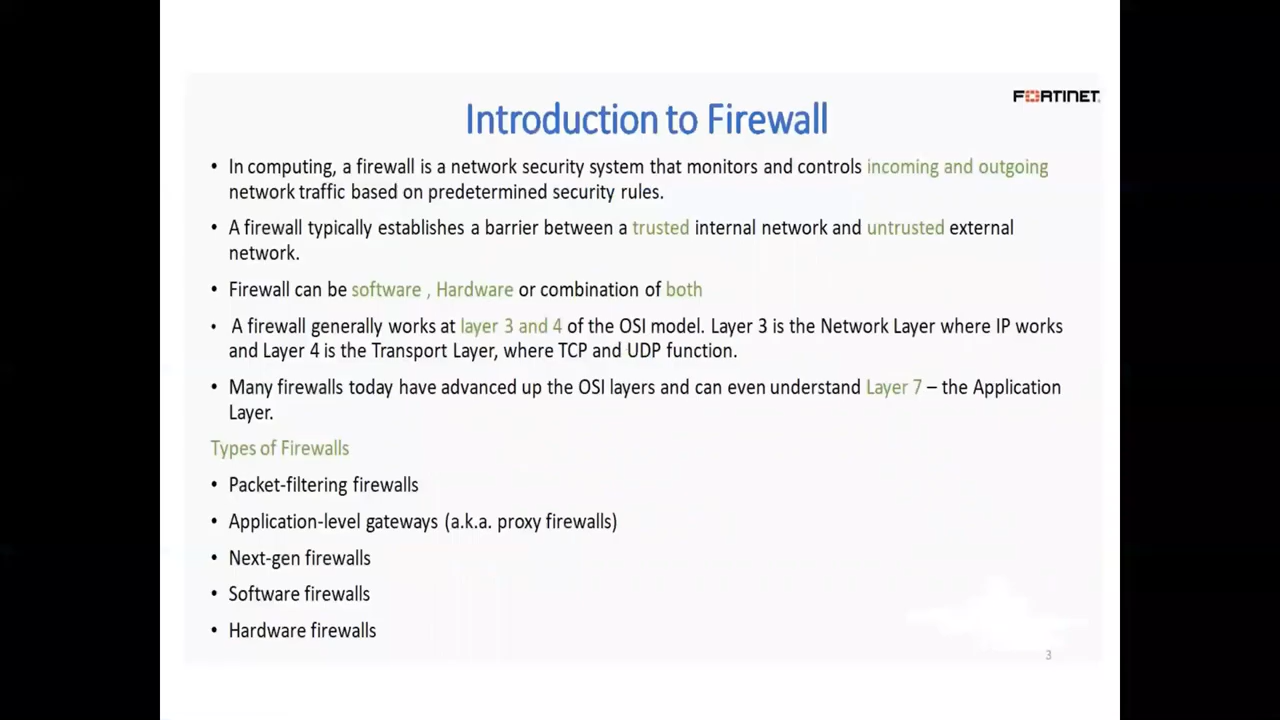 FORTINET
Introduction to Firewall
• In computing, a firewall is a network security system that monitors and controls incoming and outgoing
network traffic based on predetermined security rules.
• A firewall typically establishes a barrier between a trusted internal network and untrusted external
network.
• Firewall can be software , Hardware or combination of both
• A firewall generally works at layer 3 and 4 of the OSI model. Layer 3 is the Network Layer where IP works
and Layer 4 is the Transport Layer, where TCP and UDP function.
• Many firewalls today have advanced up the OSI layers and can even understand Layer 7 – the Application
Layer.
Types of Firewalls
• Packet-filtering firewalls
• Application-level gateways (a.k.a. proxy firewalls)
• Next-gen firewalls
• Software firewalls
• Hardware firewalls
3